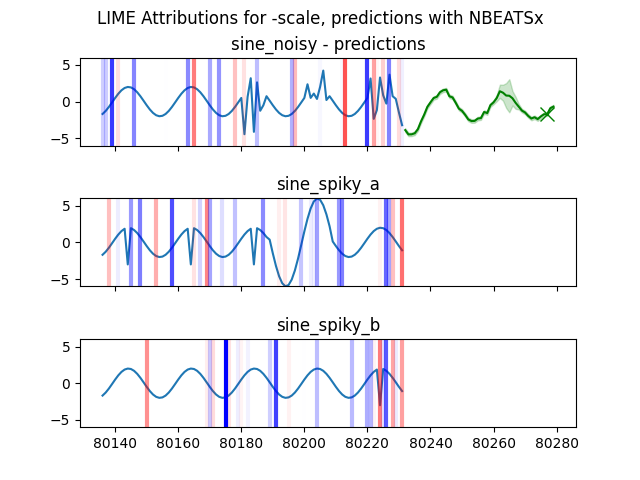 LIME Attributions for -scale, predictions with NBEATSx
sine_noisy - predictions
5
0
−5
sine_spiky_a
5
0
−5
sine_spiky_b
5
0
−5
80140 80160 80180 80200 80220 80240 80260 80280